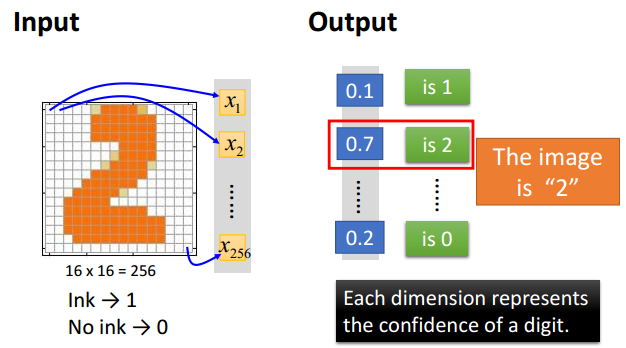 Input
x1
x2
......
x256
16 x 16 = 256
Ink → 1
No ink → 0
Output
0.1 is 1
0.7 is 2
...... ......
0.2 is 0
The image
is “2”
Each dimension represents
the confidence of a digit.